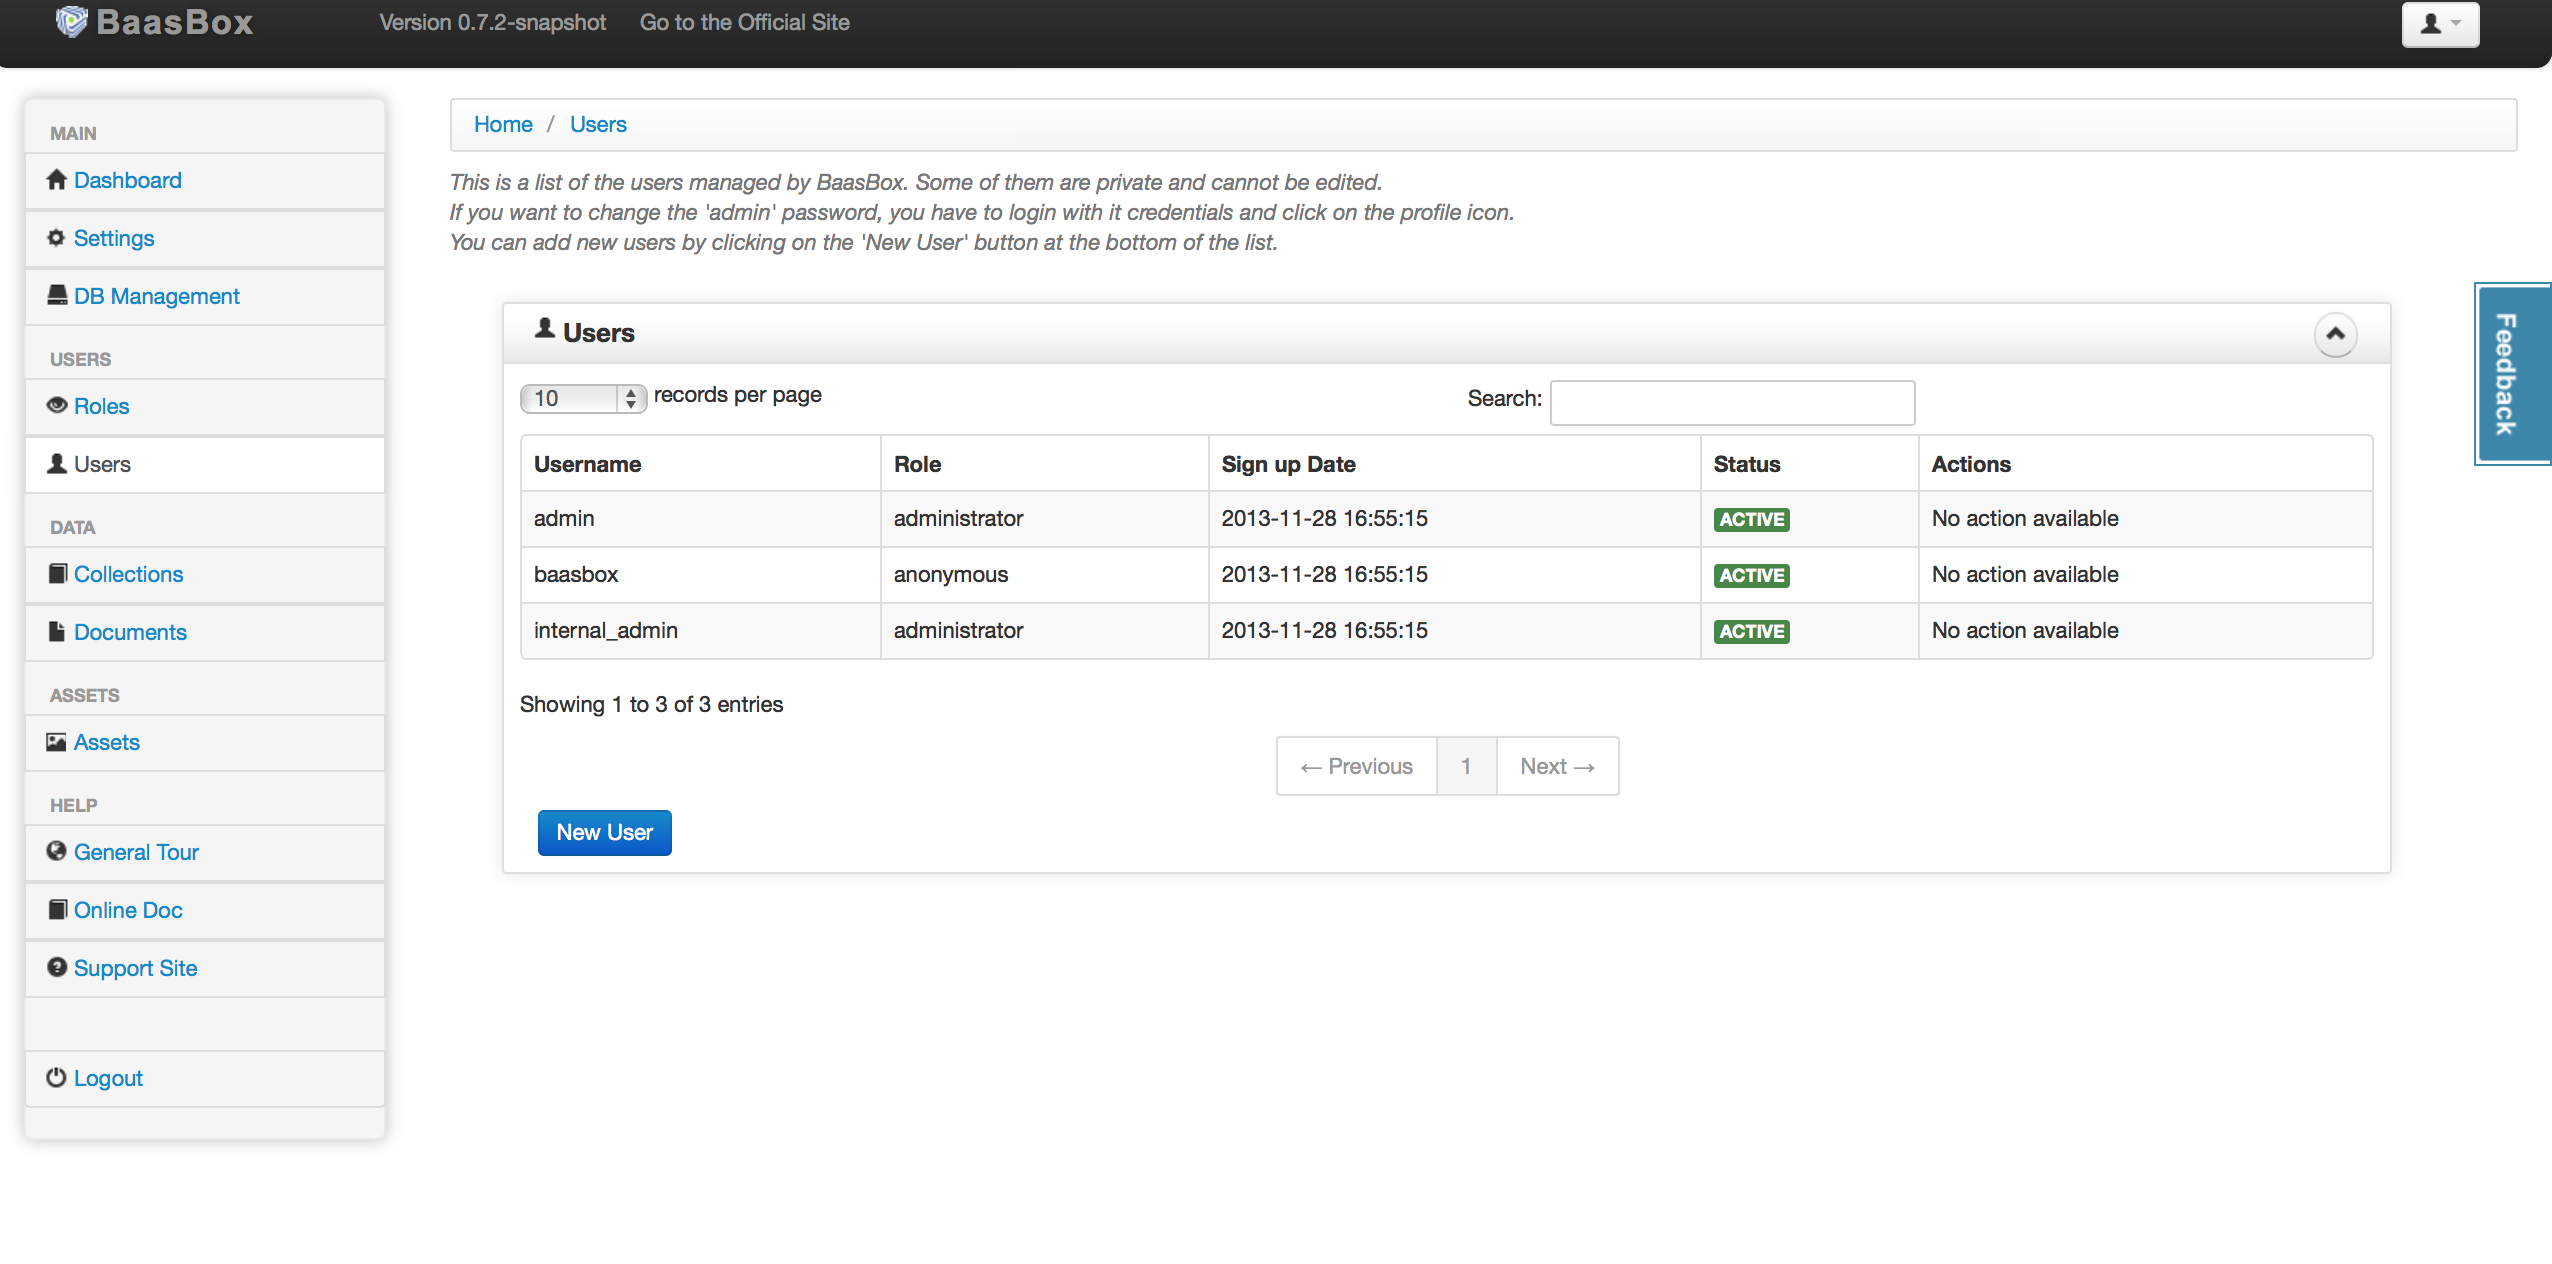 BaasBox
Version 0.7.2-snapshot
Go to the Official Site
MAIN
Dashboard
Settings
DB Management
USERS
Roles
Users
DATA
Collections
Documents
ASSETS
Assets
HELP
General Tour
Online Doc
Support Site
Logout
Home / Users
This is a list of the users managed by BaasBox. Some of them are private and cannot be edited.
If you want to change the 'admin' password, you have to login with it credentials and click on the profile icon.
You can add new users by clicking on the 'New User' button at the bottom of the list.
Users
10 records per page
Search:
Username Role Sign up Date Status Actions
admin administrator 2013-11-28 16:55:15 ACTIVE No action available
baasbox anonymous 2013-11-28 16:55:15 ACTIVE No action available
internal_admin administrator 2013-11-28 16:55:15 ACTIVE No action available
Showing 1 to 3 of 3 entries
← Previous 1 Next →
New User
Feedback